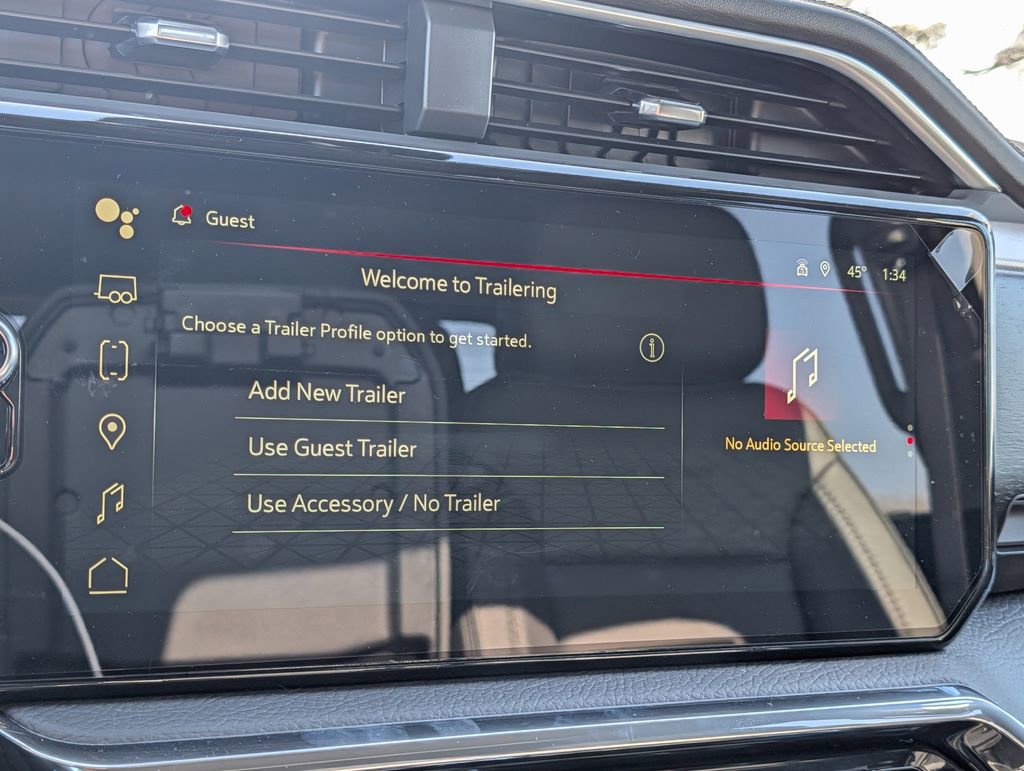 Guest
45° 1:34
Welcome to Trailering
Choose a Trailer Profile option to get started.
Add New Trailer
Use Guest Trailer
No Audio Source Selected
Use Accessory / No Trailer